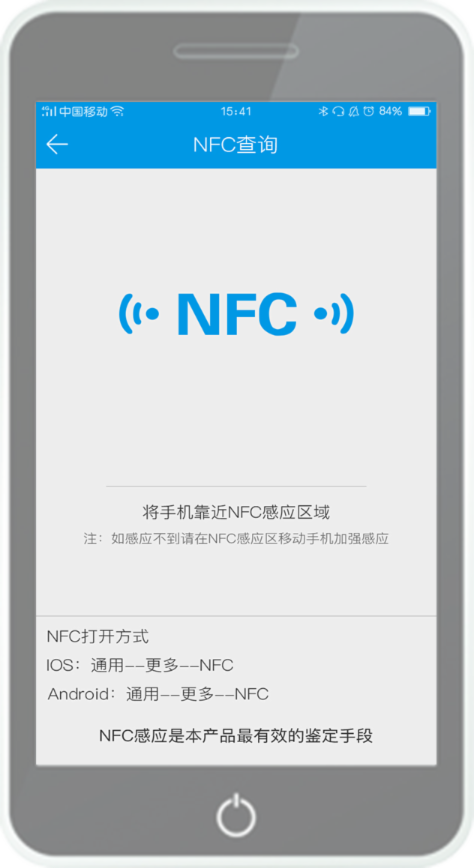 4G 中国移动 15:41 84%
NFC查询
NFC
将手机靠近NFC感应区域
注：如感应不到请在NFC感应区移动手机加强感应
NFC打开方式
IOS：通用--更多--NFC
Android：通用--更多--NFC
NFC感应是本产品最有效的鉴定手段